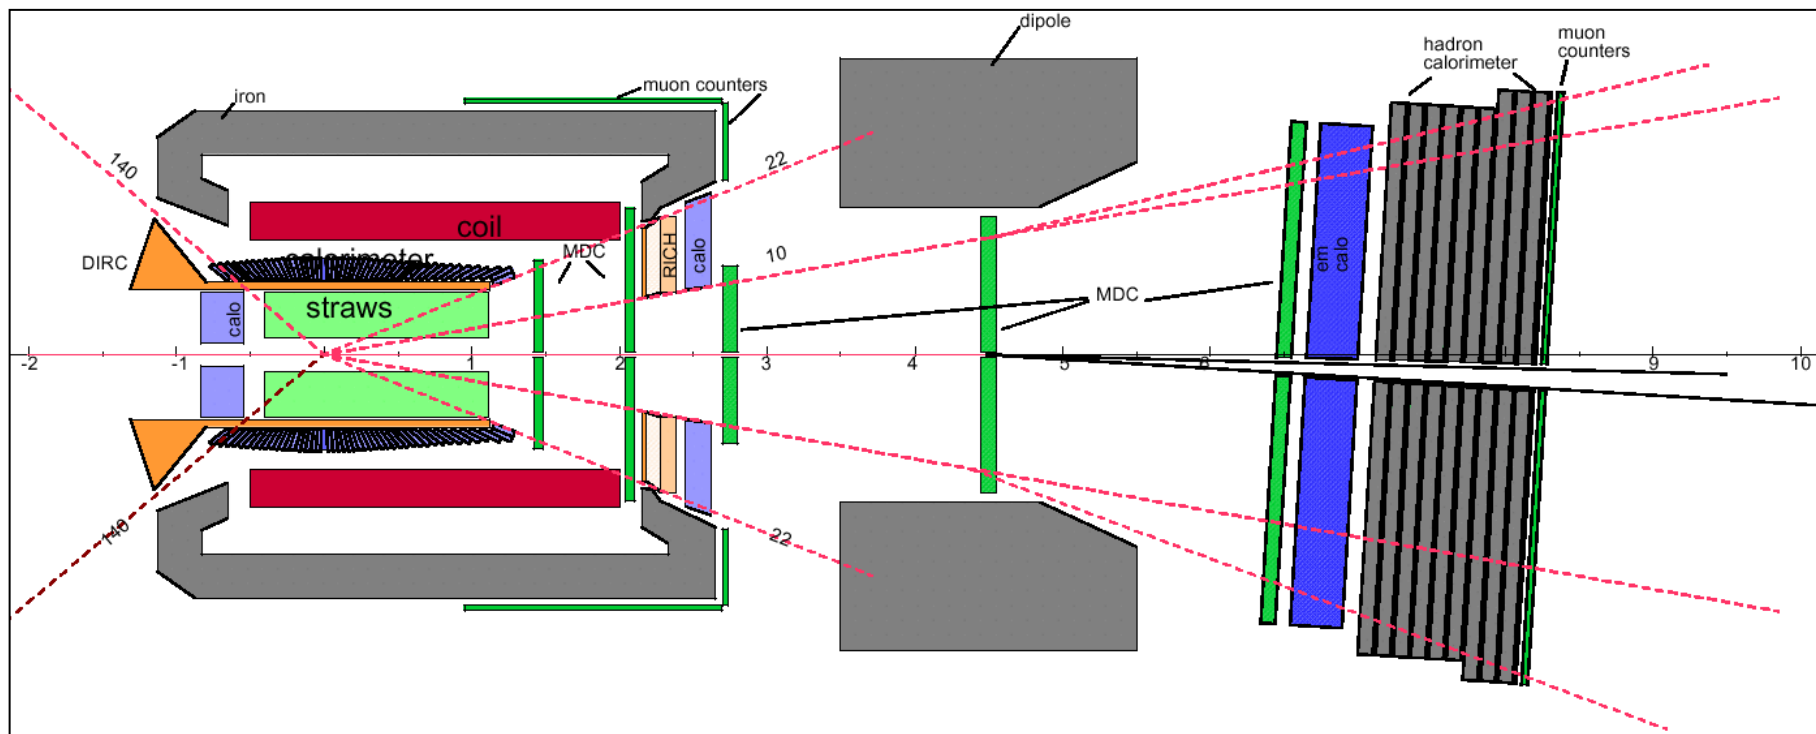 dipole
hadron
calorimeter
muon
counters
muon counters
iron
140
22
coil
DIRC
calorimeter
MDC
RICH
calo
10
em
calo
calo
straws
MDC
-2 -1 1 2 3 4 5 6 9 10
140
22